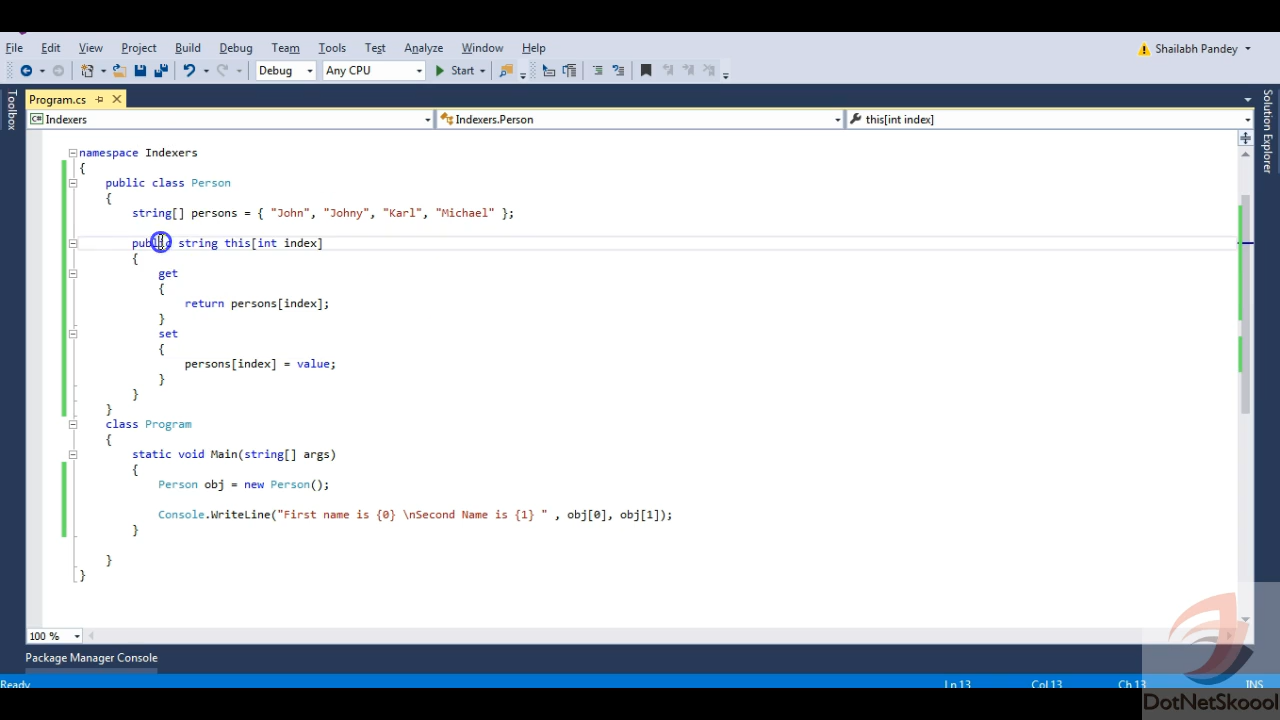 File Edit View Project Build Debug Team Tools Test Analyze Window Help Shailabh Pandey
Debug Any CPU Start
Program.cs
Toolbox
Solution Explorer
Indexers Indexers.Person this[int index]
namespace Indexers
{
public class Person
{
string[] persons = { "John", "Johny", "Karl", "Michael" };
public string this[int index]
{
get
{
return persons[index];
}
set
{
persons[index] = value;
}
}
}
class Program
{
static void Main(string[] args)
{
Person obj = new Person();
Console.WriteLine("First name is {0} \nSecond Name is {1} " , obj[0], obj[1]);
}
}
}
100 %
Package Manager Console
Ready Ln 13 Col 13 Ch 13 INS
DotNetSkoool